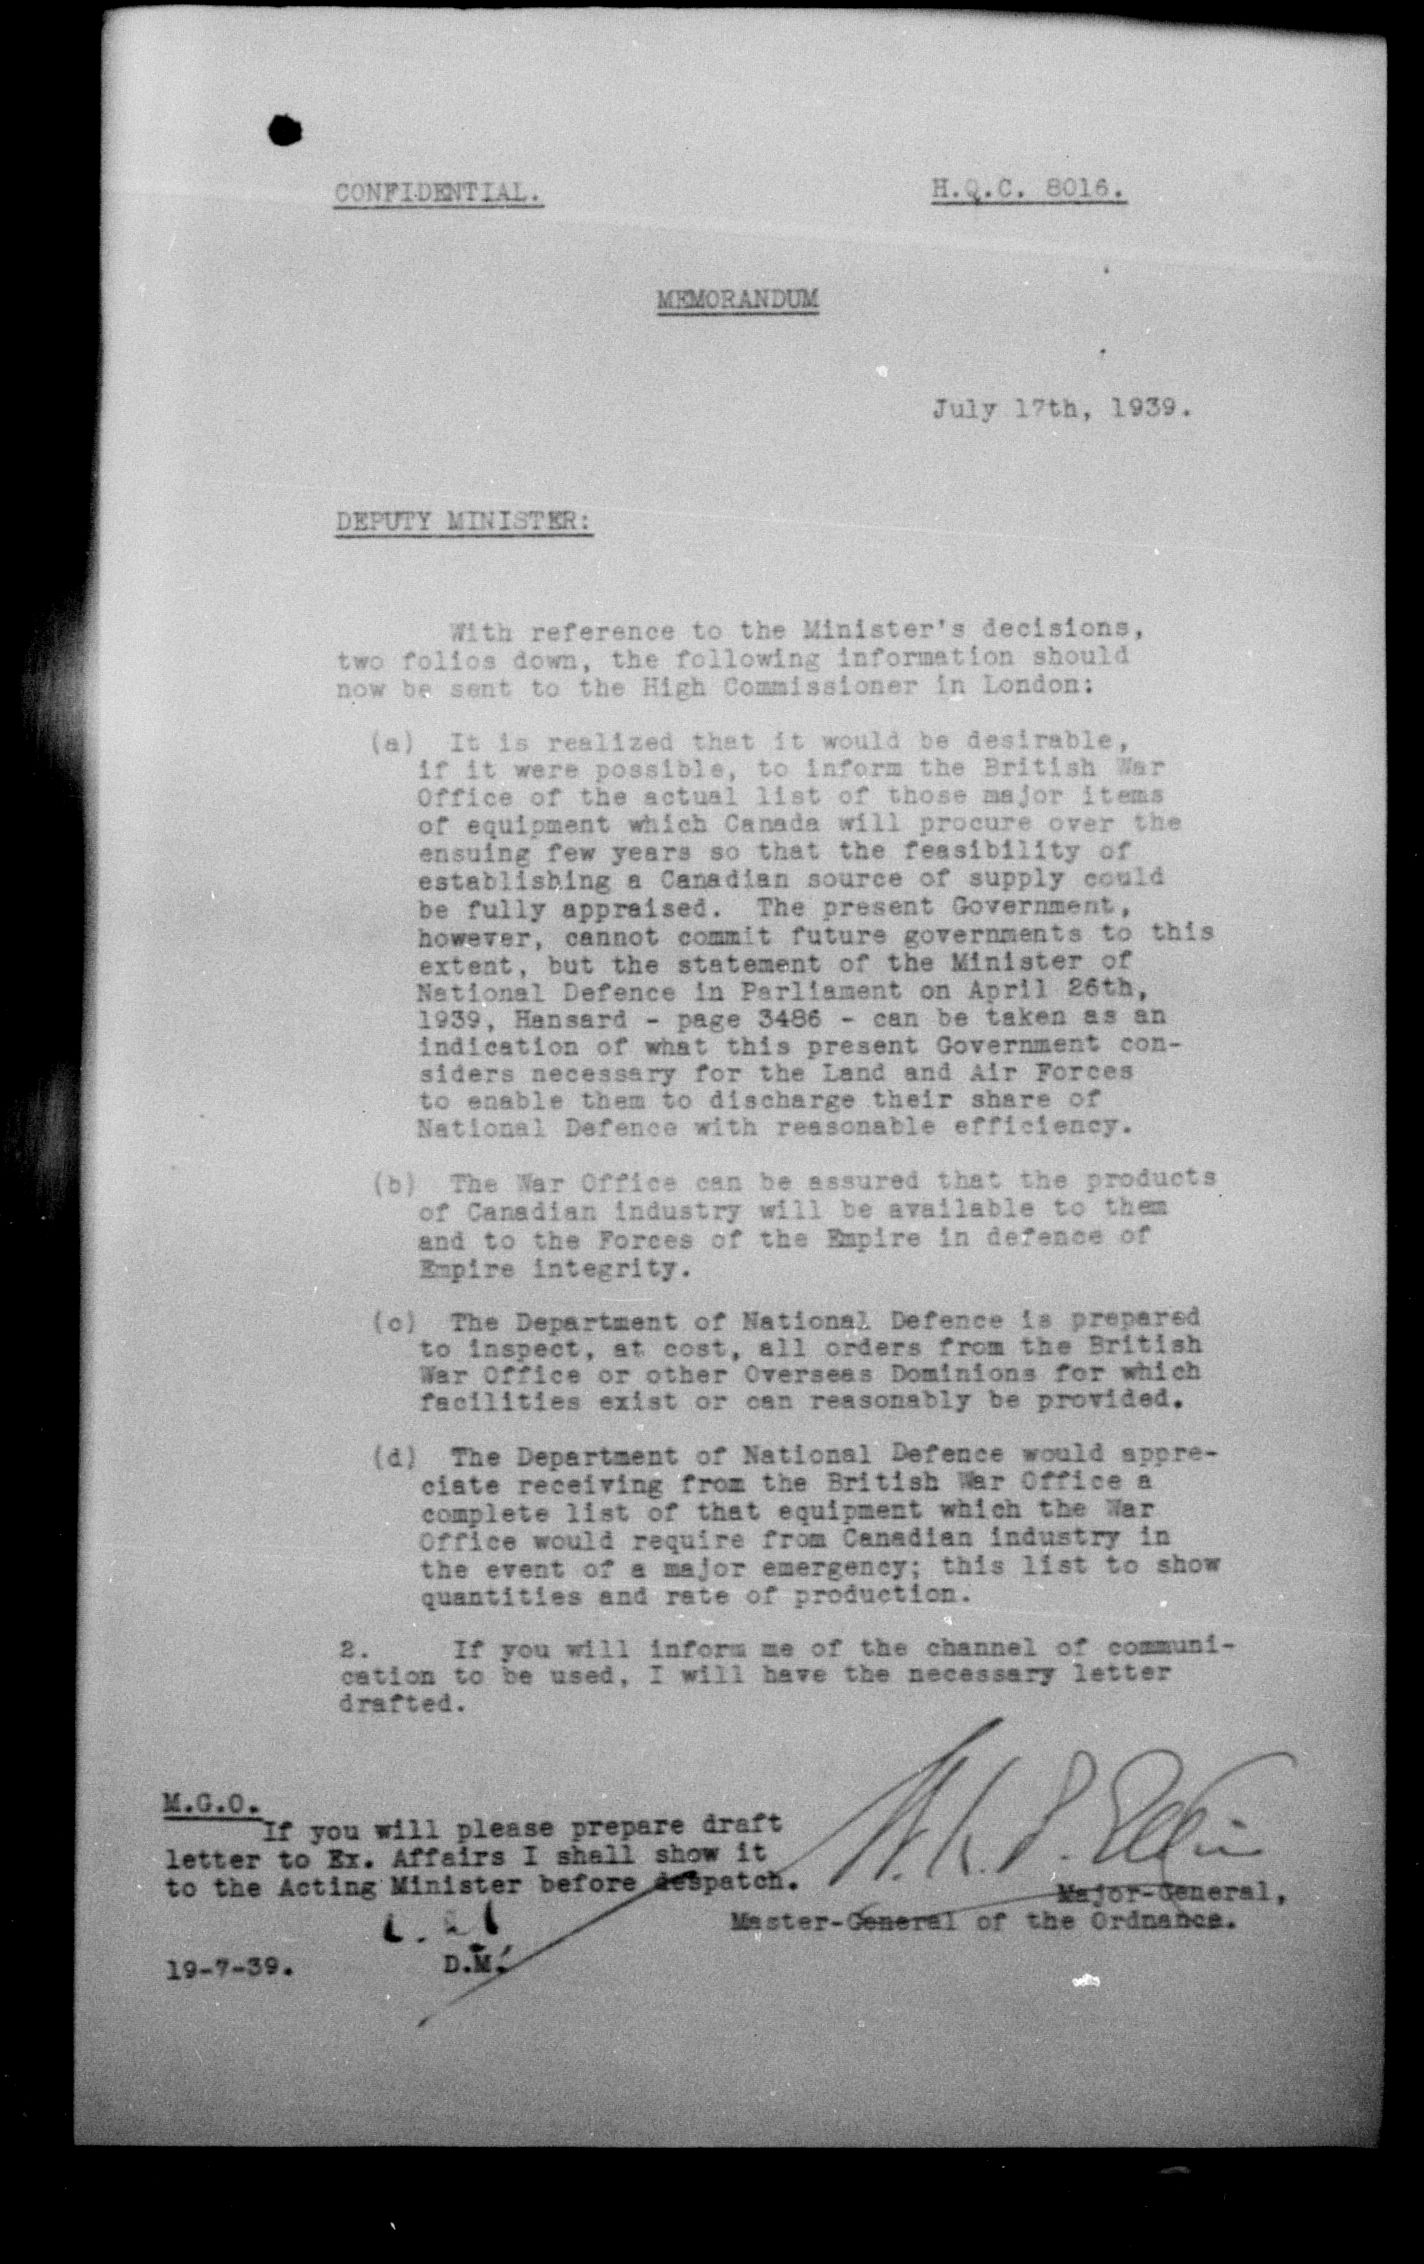 CONFIDENTIAL.
H.Q.C. 8016.
MEMORANDUM
July 17th, 1939.
DEPUTY MINISTER:
With reference to the Minister's decisions,
two folios down, the following information should
now be sent to the High Commissioner in London:
(a) It is realized that it would be desirable,
if it were possible, to inform the British War
Office of the actual list of those major items
of equipment which Canada will procure over the
ensuing few years so that the feasibility of
establishing a Canadian source of supply could
be fully appraised. The present Government,
however, cannot commit future governments to this
extent, but the statement of the Minister of
National Defence in Parliament on April 26th,
1939, Hansard - page 3486 - can be taken as an
indication of what this present Government con-
siders necessary for the Land and Air Forces
to enable them to discharge their share of
National Defence with reasonable efficiency.
(b) The War Office can be assured that the products
of Canadian industry will be available to them
and to the Forces of the Empire in defence of
Empire integrity.
(c) The Department of National Defence is prepared
to inspect, at cost, all orders from the British
War Office or other Overseas Dominions for which
facilities exist or can reasonably be provided.
(d) The Department of National Defence would appre-
ciate receiving from the British War Office a
complete list of that equipment which the War
Office would require from Canadian industry in
the event of a major emergency; this list to show
quantities and rate of production.
2. If you will inform me of the channel of communi-
cation to be used, I will have the necessary letter
drafted.
M.G.O.
If you will please prepare draft
letter to Ex. Affairs I shall show it
to the Acting Minister before despatch.
Major-General,
Master-General of the Ordnance.
19-7-39.
D.M.